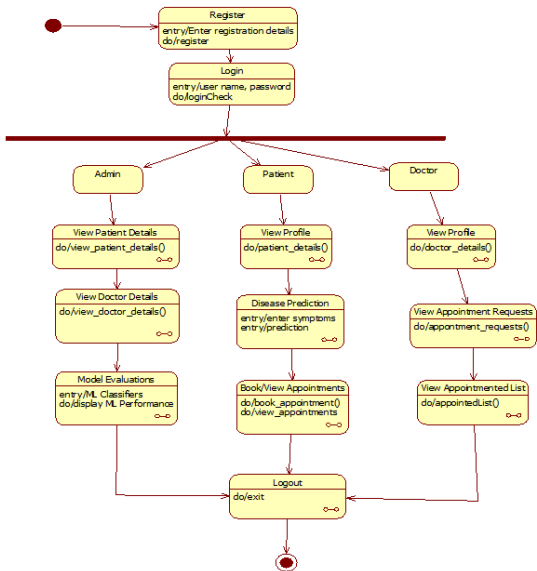 Register
entry/Enter registration details
do/register
Login
entry/user name, password
do/loginCheck
Admin
Patient
Doctor
View Patient Details
do/view_patient_details()
View Profile
do/patient_details()
View Profile
do/doctor_details()
View Doctor Details
do/view_doctor_details()
Disease Prediction
entry/enter symptoms
entry/prediction
View Appointment Requests
do/appontment_requests()
Model Evaluations
entry/ML Classifiers
do/display ML Performance
Book/View Appointments
do/book_appointment()
do/view_appointments
View Appointmented List
do/appointedList()
Logout
do/exit